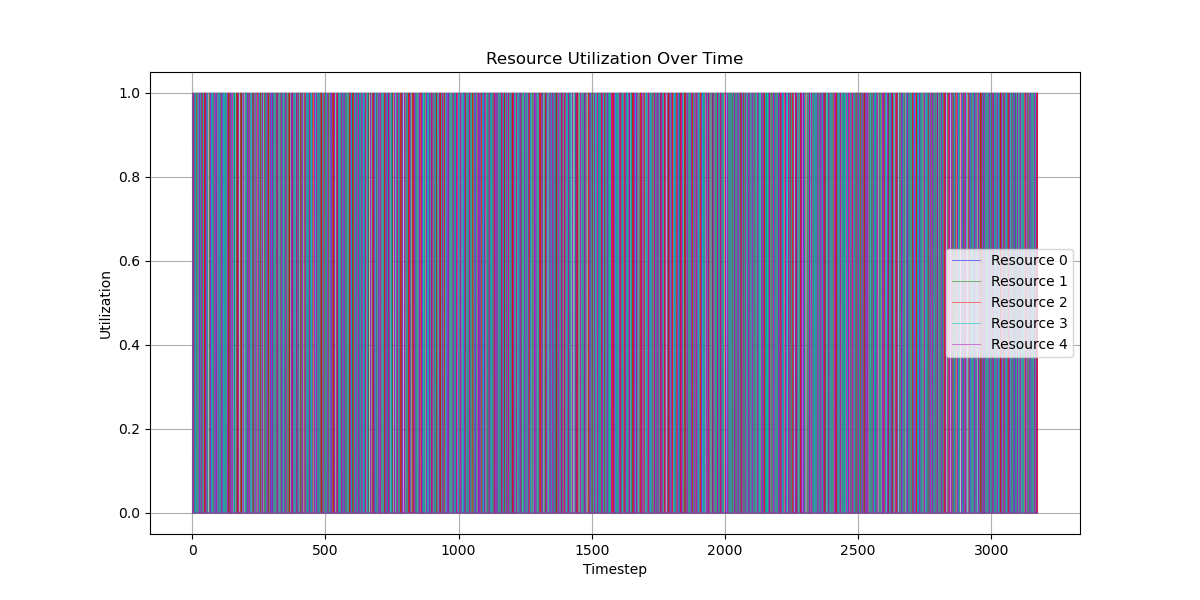 Resource Utilization Over Time
Utilization
1.0
0.8
0.6
0.4
0.2
0.0
Resource 0
Resource 1
Resource 2
Resource 3
Resource 4
0 500 1000 1500 2000 2500 3000
Timestep